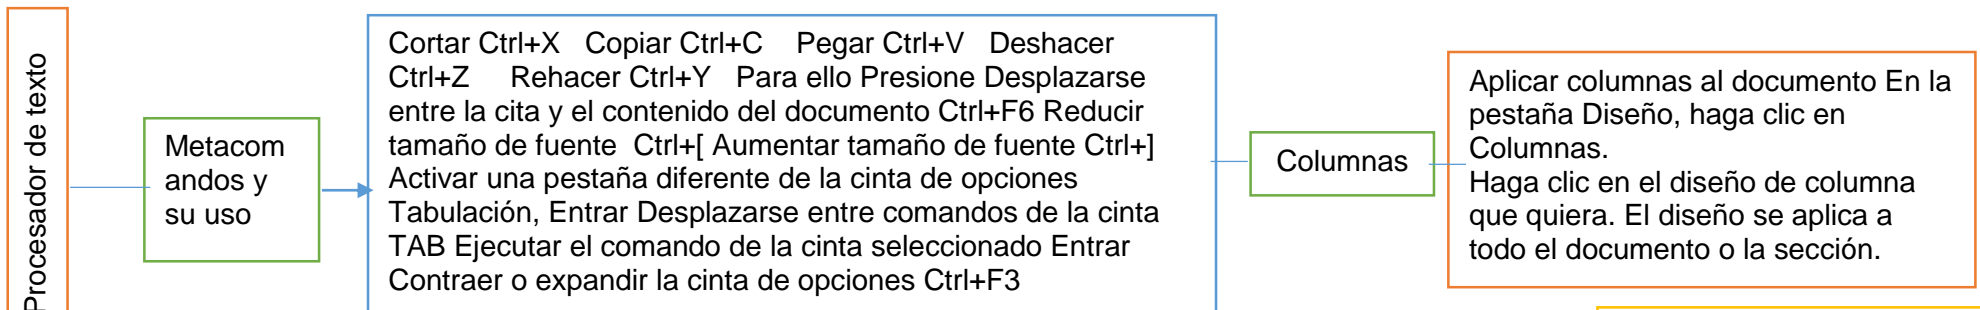 Procesador de texto
Metacom
andos y
su uso
Cortar Ctrl+X   Copiar Ctrl+C    Pegar Ctrl+V   Deshacer
Ctrl+Z     Rehacer Ctrl+Y   Para ello Presione Desplazarse
entre la cita y el contenido del documento Ctrl+F6 Reducir
tamaño de fuente  Ctrl+[ Aumentar tamaño de fuente Ctrl+]
Activar una pestaña diferente de la cinta de opciones
Tabulación, Entrar Desplazarse entre comandos de la cinta
TAB Ejecutar el comando de la cinta seleccionado Entrar
Contraer o expandir la cinta de opciones Ctrl+F3
Columnas
Aplicar columnas al documento En la
pestaña Diseño, haga clic en
Columnas.
Haga clic en el diseño de columna
que quiera. El diseño se aplica a
todo el documento o la sección.